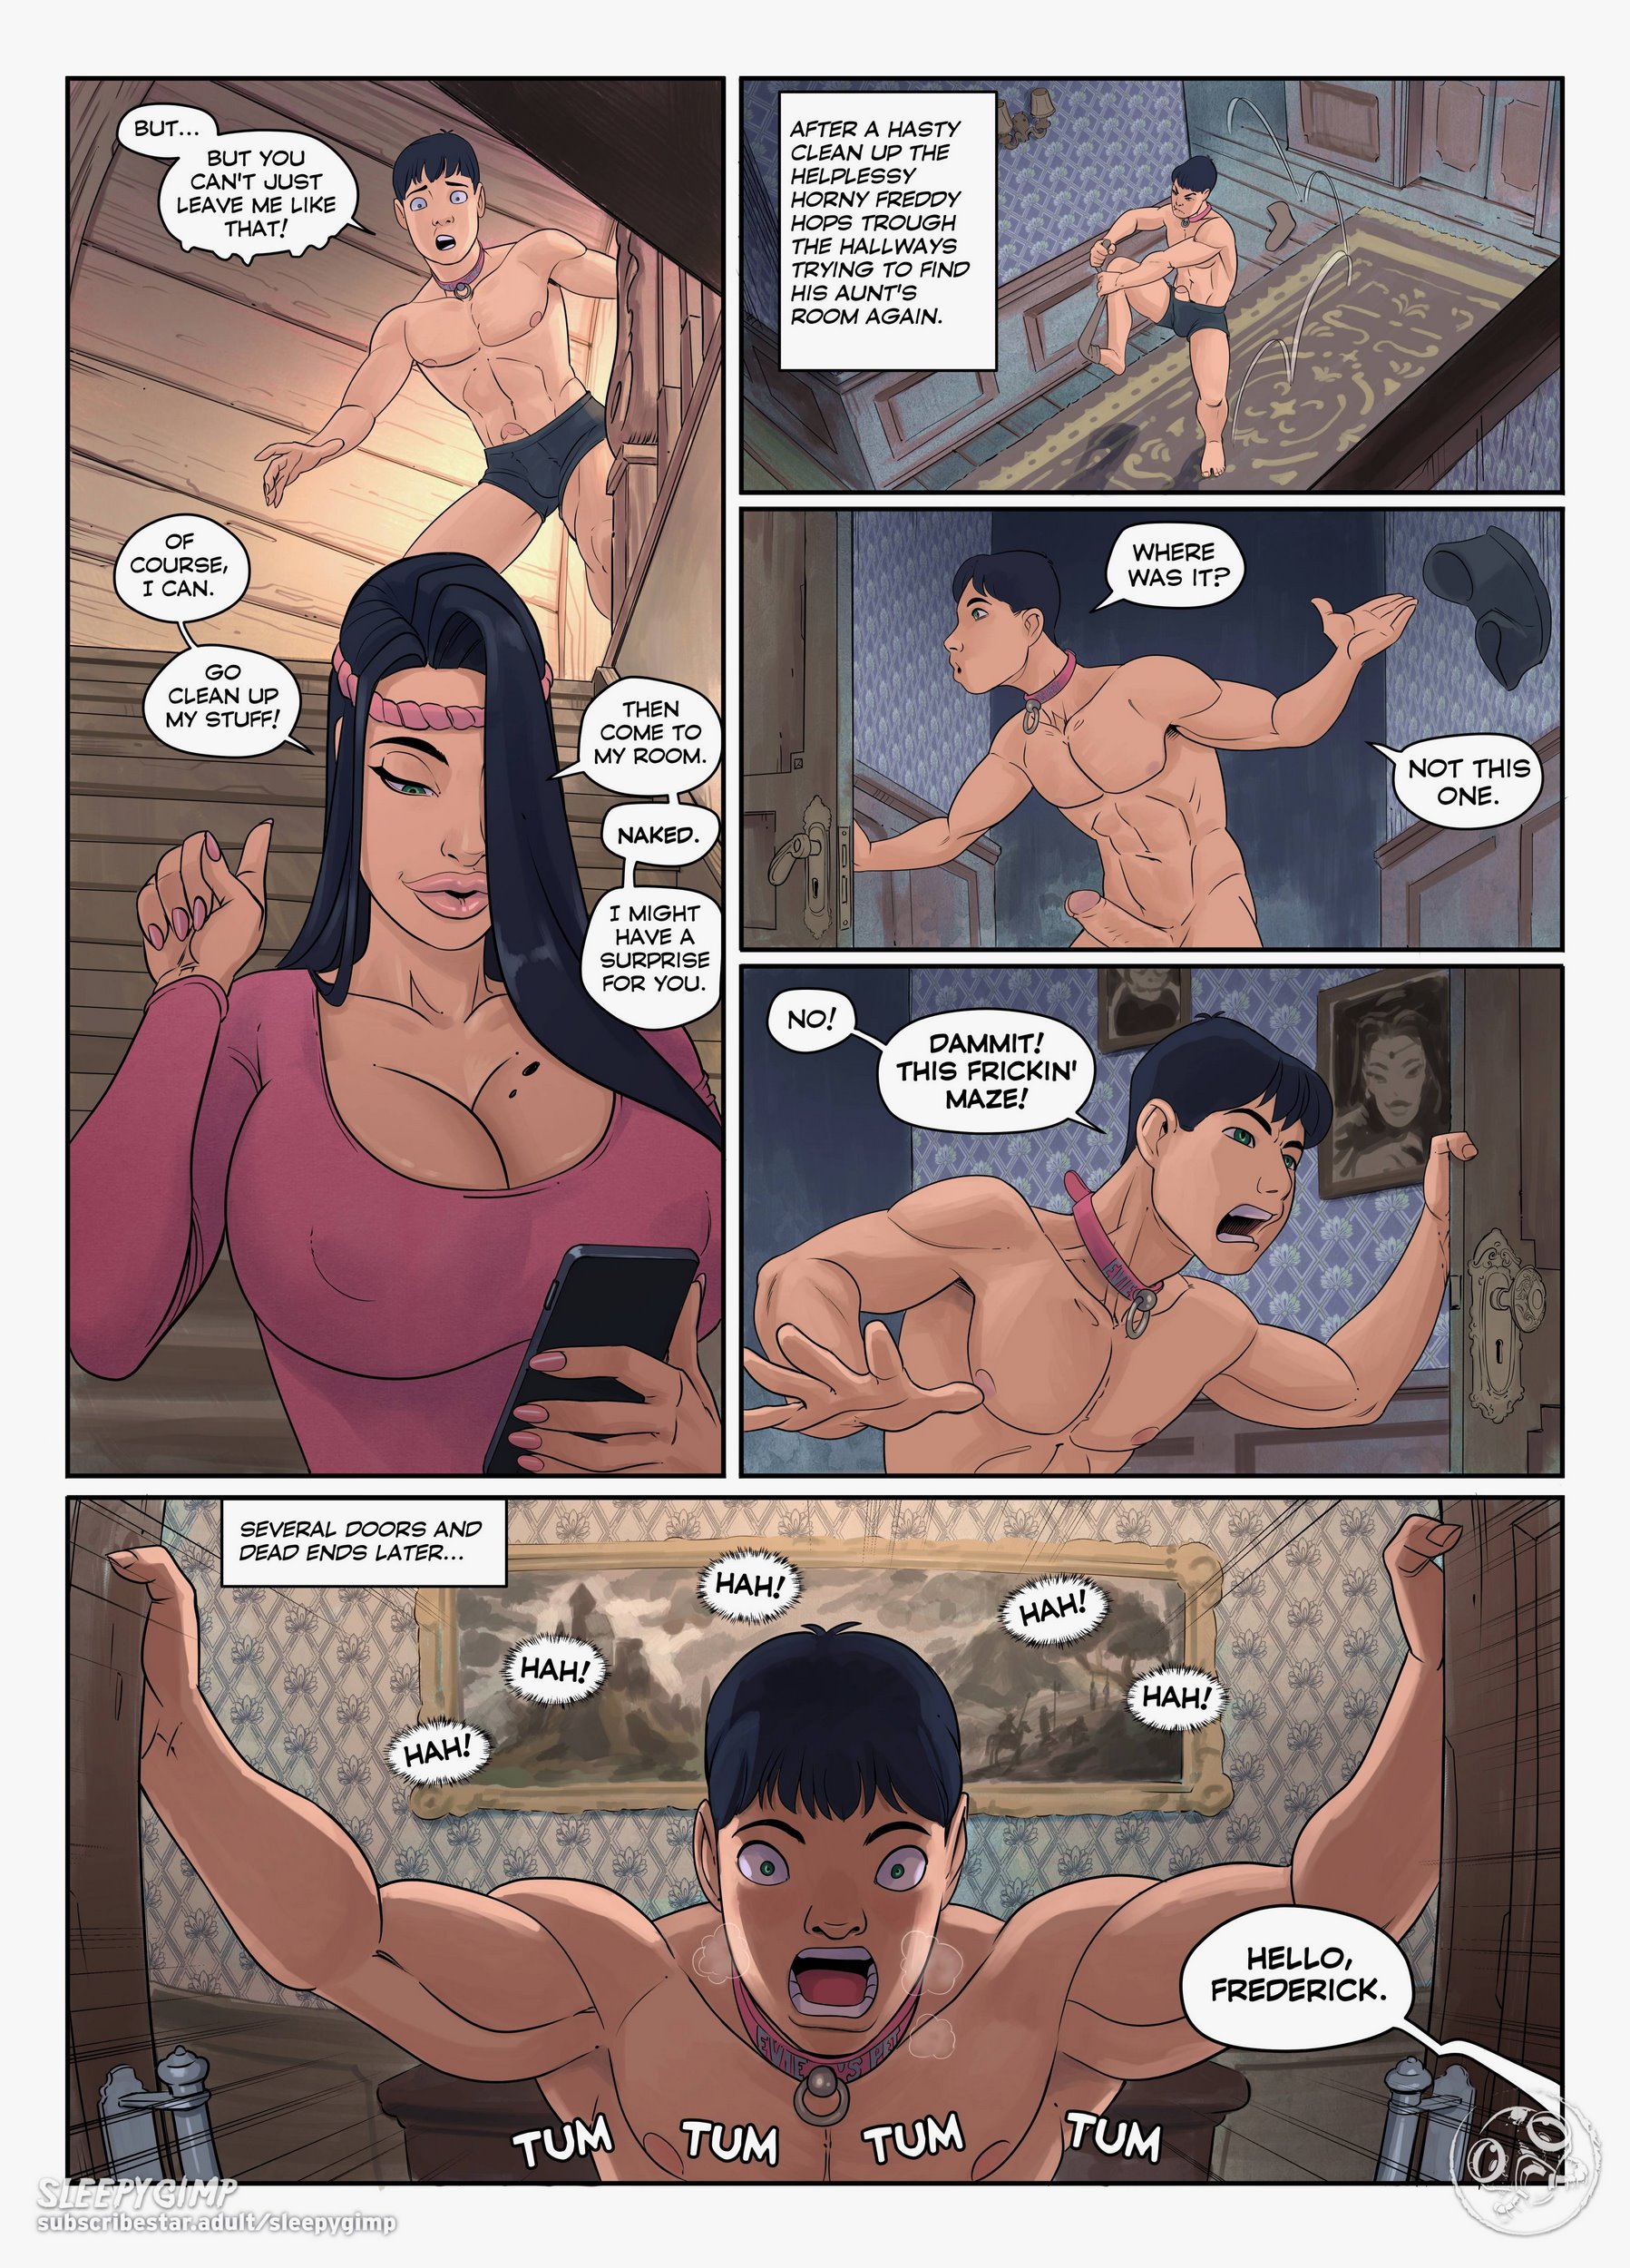 BUT...
BUT YOU
CAN'T JUST
LEAVE ME LIKE
THAT!
OF
COURSE,
I CAN.
GO
CLEAN UP
MY STUFF!
THEN
COME TO
MY ROOM.
NAKED.
I MIGHT
HAVE A
SURPRISE
FOR YOU.
AFTER A HASTY
CLEAN UP THE
HELPLESSY
HORNY FREDDY
HOPS TROUGH
THE HALLWAYS
TRYING TO FIND
HIS AUNT'S
ROOM AGAIN.
WHERE
WAS IT?
NOT THIS
ONE.
NO!
DAMMIT!
THIS FRICKIN'
MAZE!
SEVERAL DOORS AND
DEAD ENDS LATER...
HAH!
HAH!
HAH!
HAH!
HAH!
HELLO,
FREDERICK.
TUM TUM TUM TUM
SLEEPYGIMP
subscribestar.adult/sleepygimp